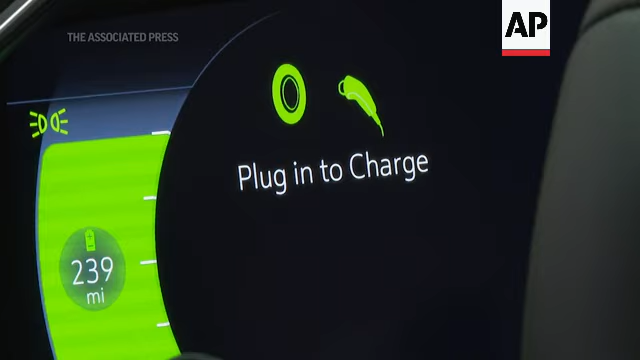 THE ASSOCIATED PRESS
AP
Plug in to Charge
239
mi